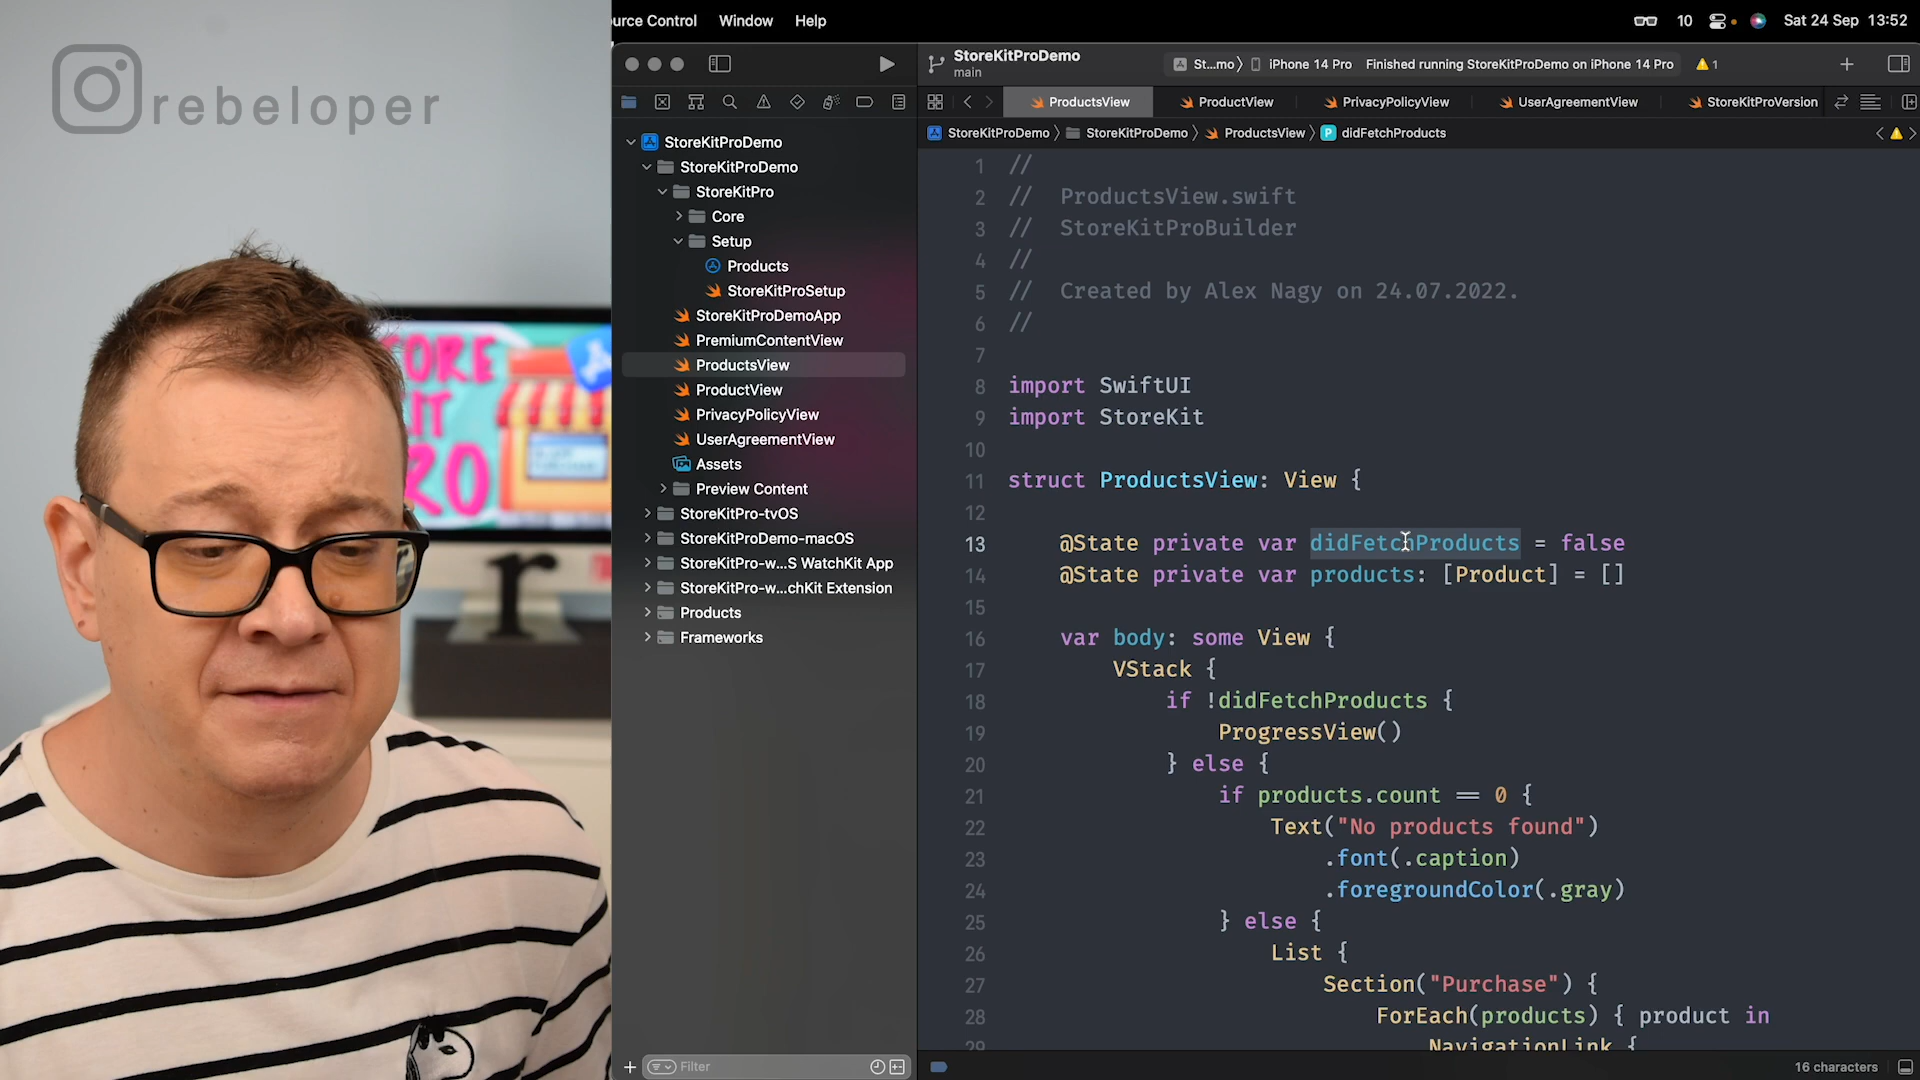 rebeloper
urce Control Window Help
10 Sat 24 Sep 13:52
StoreKitProDemo
main
St...mo iPhone 14 Pro Finished running StoreKitProDemo on iPhone 14 Pro 1
ProductsView ProductView PrivacyPolicyView UserAgreementView StoreKitProVersion
StoreKitProDemo StoreKitProDemo ProductsView P didFetchProducts
StoreKitProDemo
StoreKitProDemo
StoreKitPro
Core
Setup
Products
StoreKitProSetup
StoreKitProDemoApp
PremiumContentView
ProductsView
ProductView
PrivacyPolicyView
UserAgreementView
Assets
Preview Content
StoreKitPro-tvOS
StoreKitProDemo-macOS
StoreKitPro-w...S WatchKit App
StoreKitPro-w...chKit Extension
Products
Frameworks
Filter
1 //
2 // ProductsView.swift
3 // StoreKitProBuilder
4 //
5 // Created by Alex Nagy on 24.07.2022.
6 //
7
8 import SwiftUI
9 import StoreKit
10
11 struct ProductsView: View {
12
13 @State private var didFetchProducts = false
14 @State private var products: [Product] = []
15
16 var body: some View {
17 VStack {
18 if !didFetchProducts {
19 ProgressView()
20 } else {
21 if products.count == 0 {
22 Text("No products found")
23 .font(.caption)
24 .foregroundColor(.gray)
25 } else {
26 List {
27 Section("Purchase") {
28 ForEach(products) { product in
29 NavigationLink {
16 characters